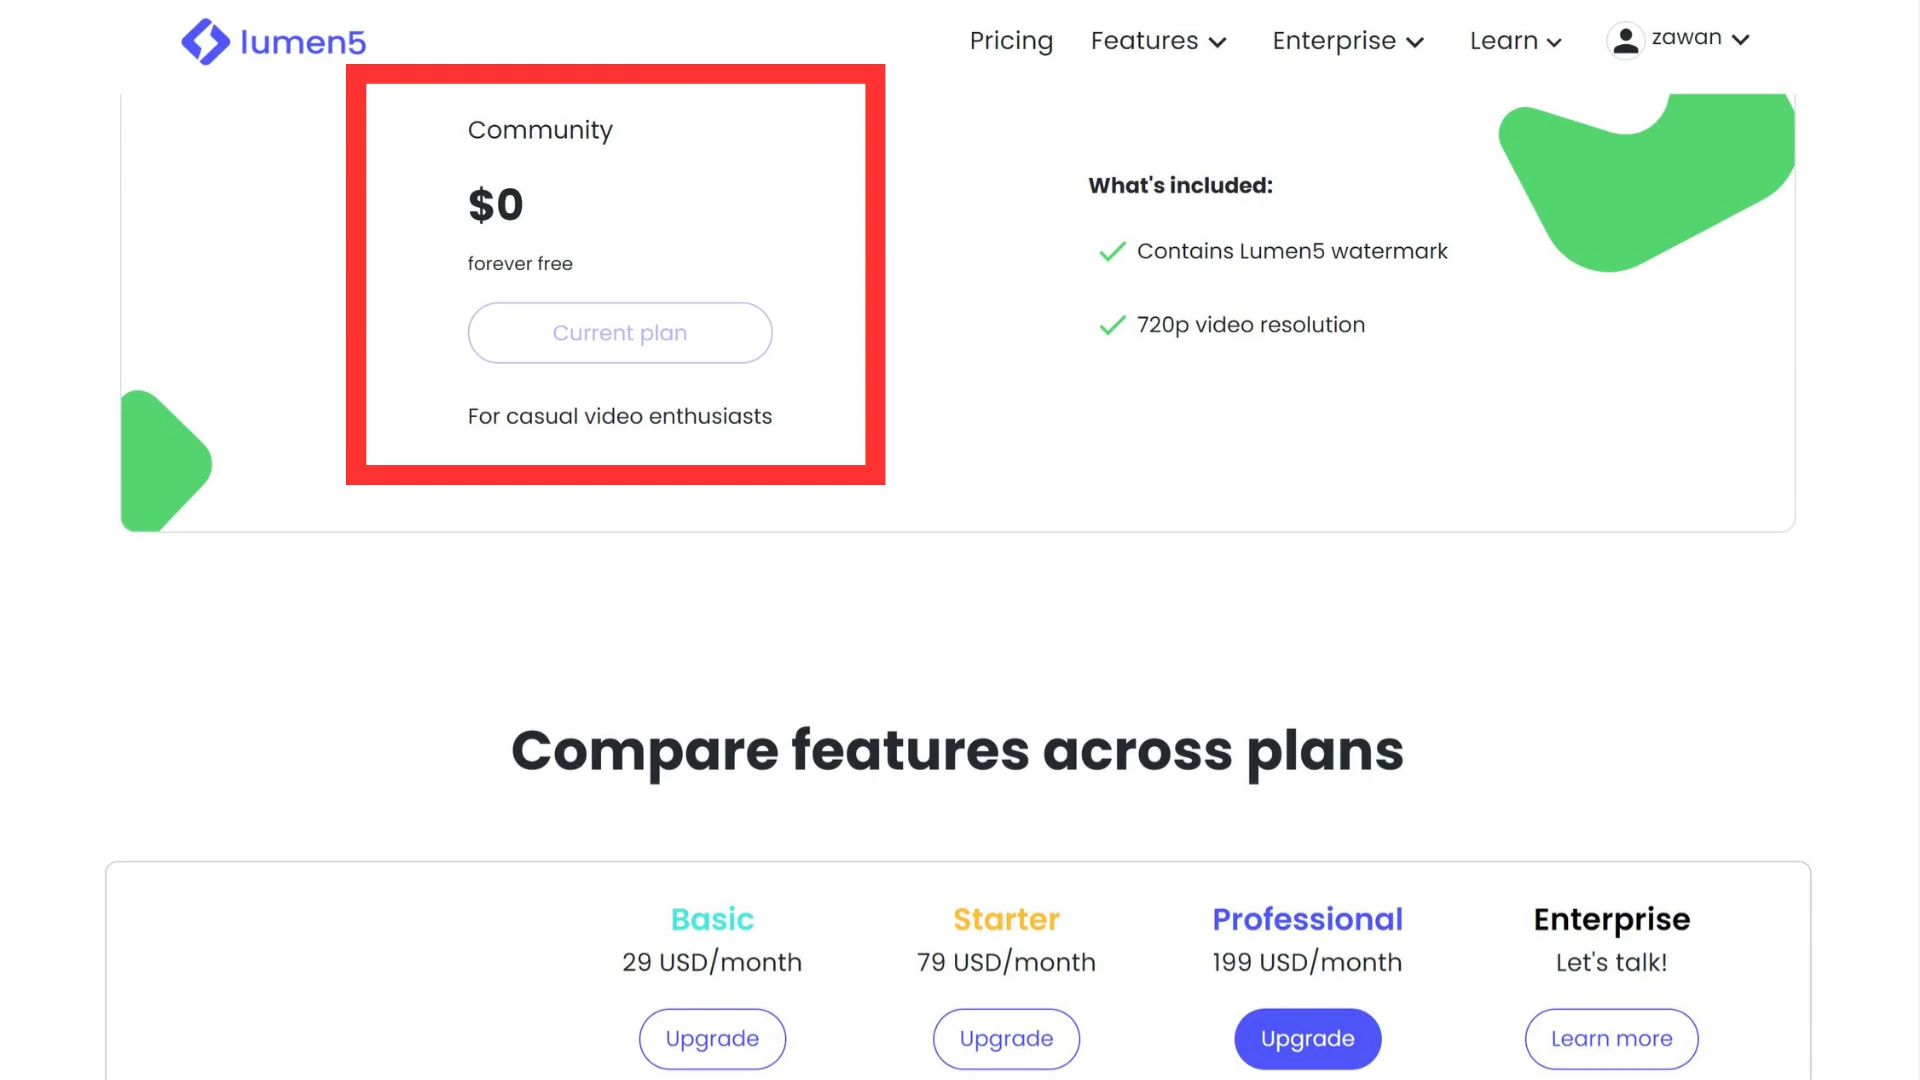 lumen5
Pricing Features Enterprise Learn zawan
Community
$0
forever free
Current plan
For casual video enthusiasts
What's included:
Contains Lumen5 watermark
720p video resolution
Compare features across plans
Basic Starter Professional Enterprise
29 USD/month 79 USD/month 199 USD/month Let's talk!
Upgrade Upgrade Upgrade Learn more